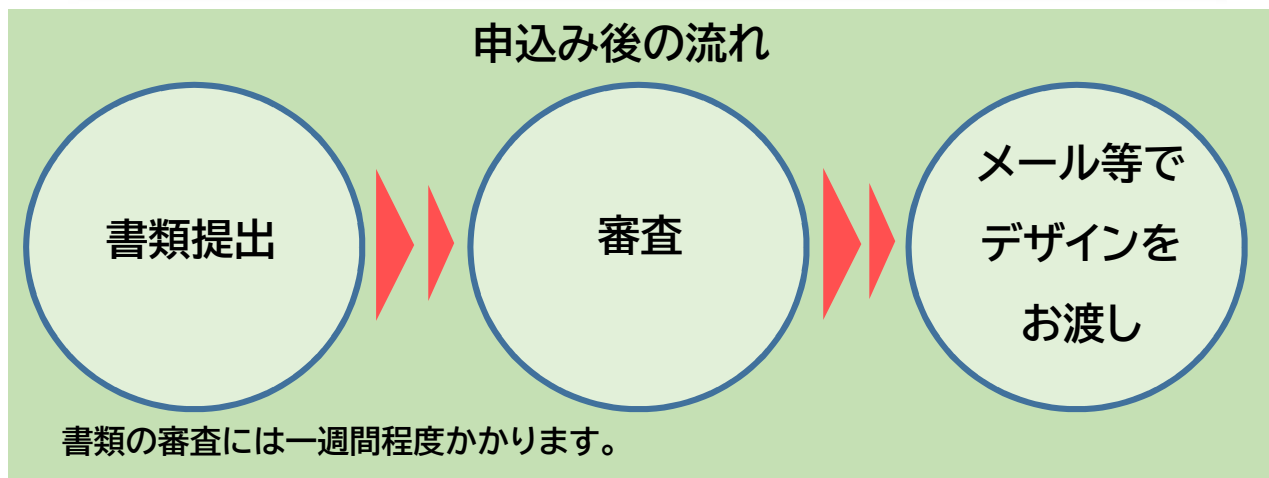 申込み後の流れ
書類提出
審査
メール等で
デザインを
お渡し
書類の審査には一週間程度かかります。